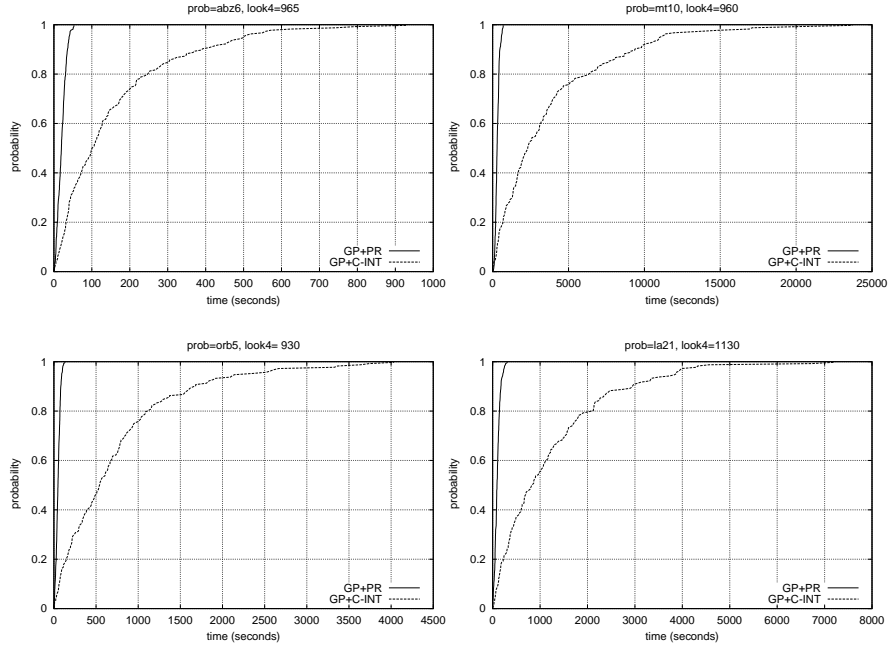 prob=abz6, look4=965
1
0.8
0.6
0.4
0.2
0
probability
GP+PR
GP+C-INT
0 100 200 300 400 500 600 700 800 900 1000
time (seconds)
prob=mt10, look4=960
1
0.8
0.6
0.4
0.2
0
probability
GP+PR
GP+C-INT
0 5000 10000 15000 20000 25000
time (seconds)
prob=orb5, look4= 930
1
0.8
0.6
0.4
0.2
0
probability
GP+PR
GP+C-INT
0 500 1000 1500 2000 2500 3000 3500 4000 4500
time (seconds)
prob=la21, look4=1130
1
0.8
0.6
0.4
0.2
0
probability
GP+PR
GP+C-INT
0 1000 2000 3000 4000 5000 6000 7000 8000
time (seconds)